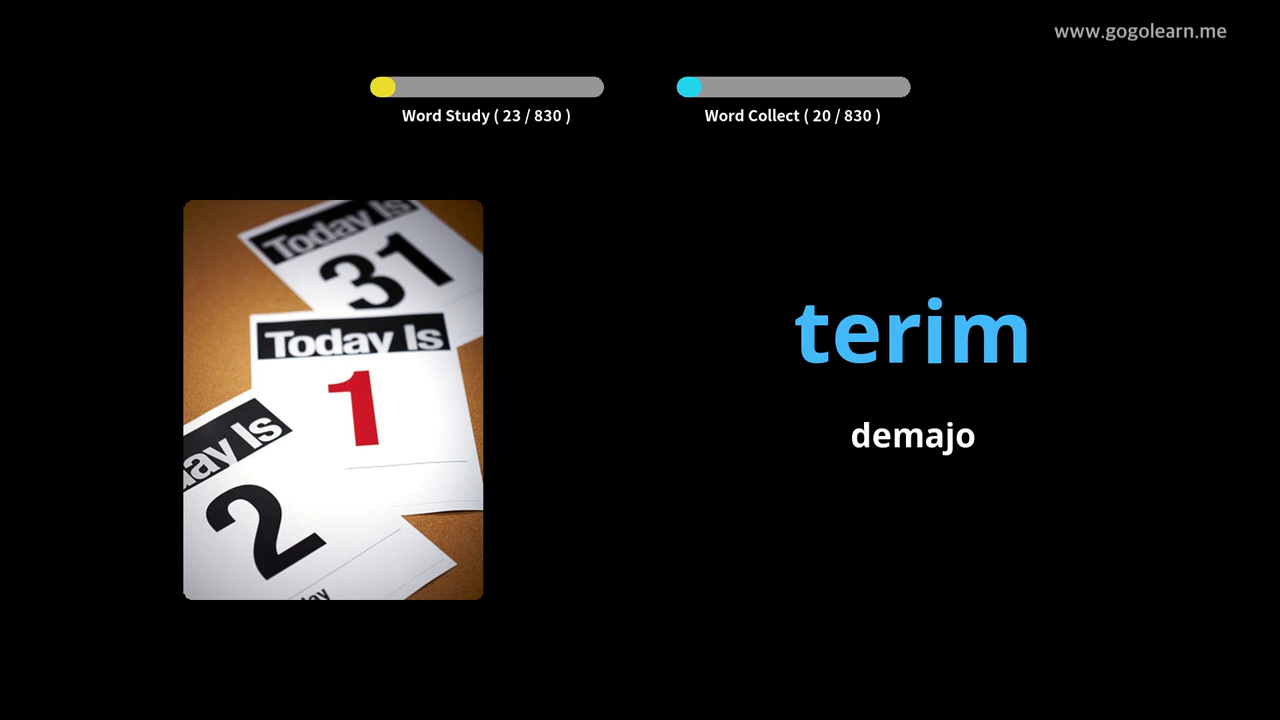 www.gogolearn.me
Word Study ( 23 / 830 )
Word Collect ( 20 / 830 )
Today Is
31
Today Is
1
day Is
2
terim
demajo